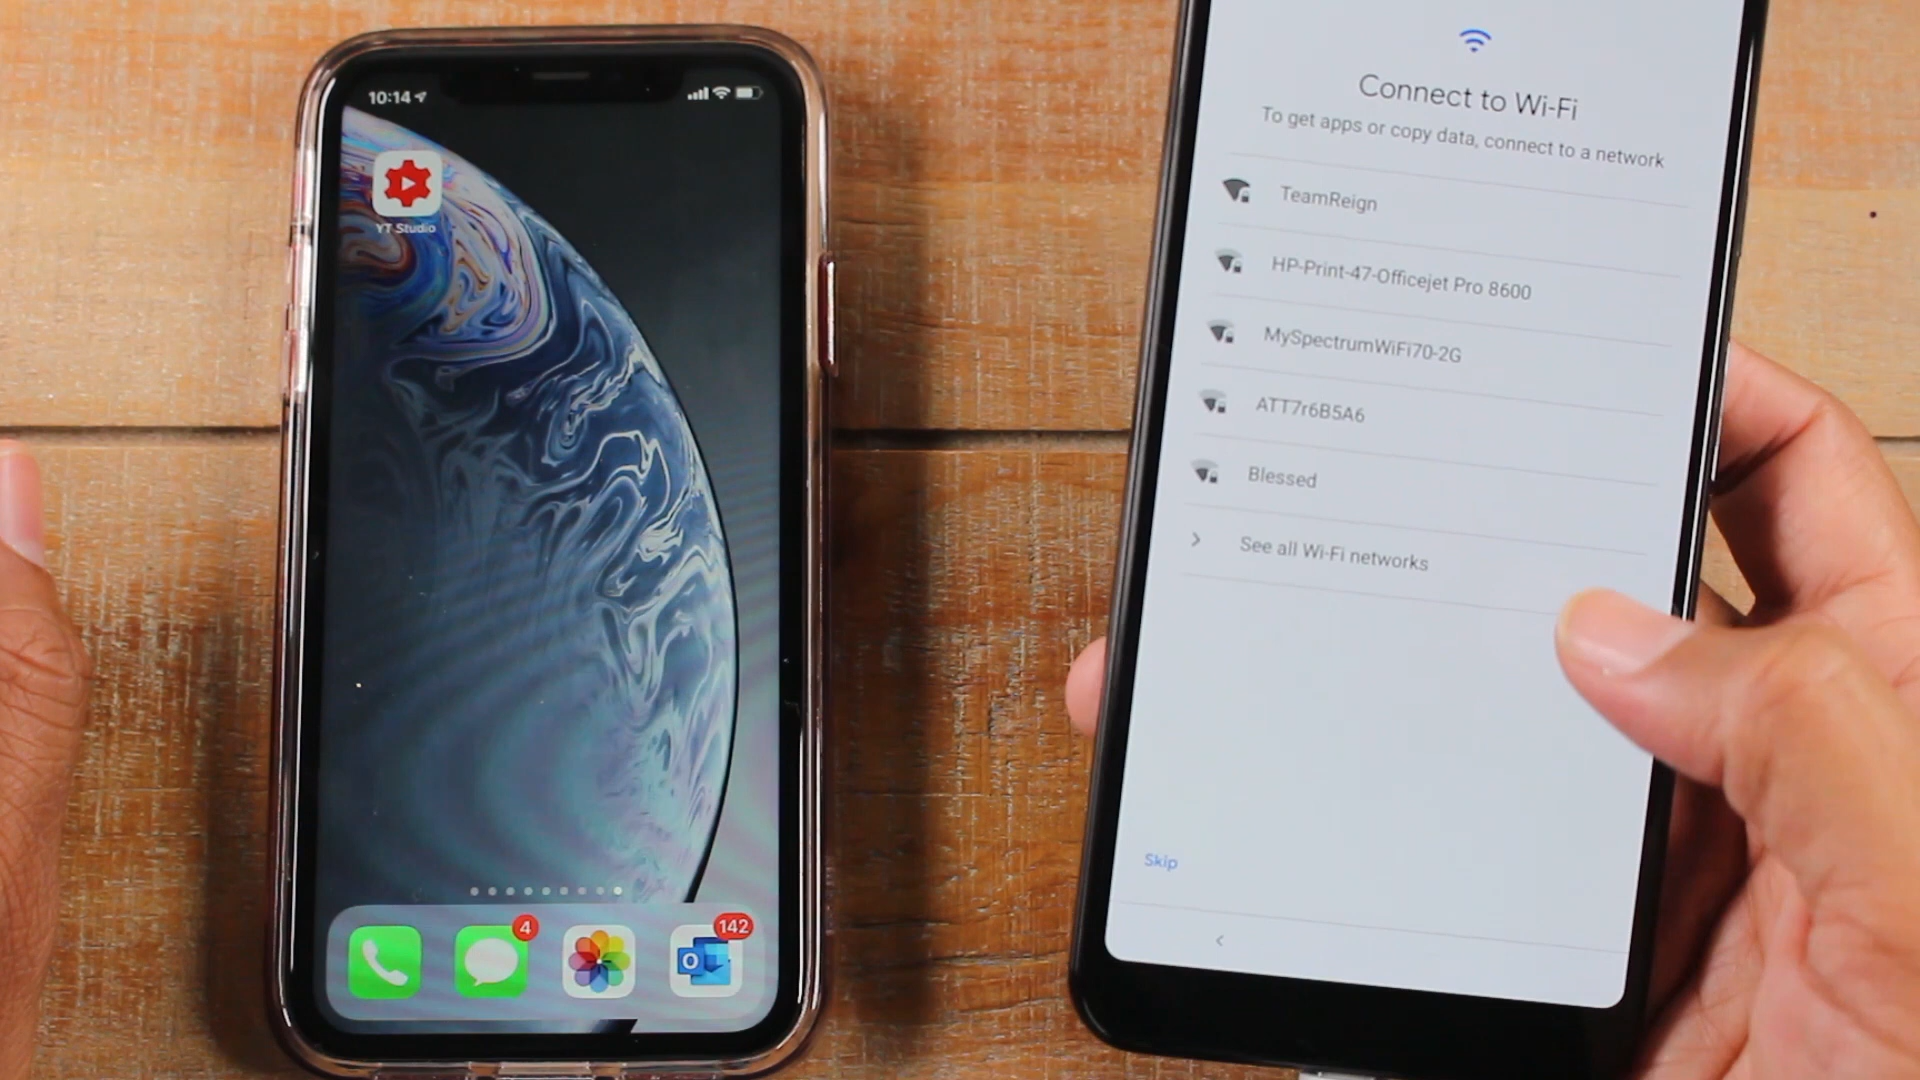 10:14
YT Studio
4
142
O
Connect to Wi-Fi
To get apps or copy data, connect to a network
TeamReign
HP-Print-47-Officejet Pro 8600
MySpectrumWiFi70-2G
ATT7r6B5A6
Blessed
See all Wi-Fi networks
Skip